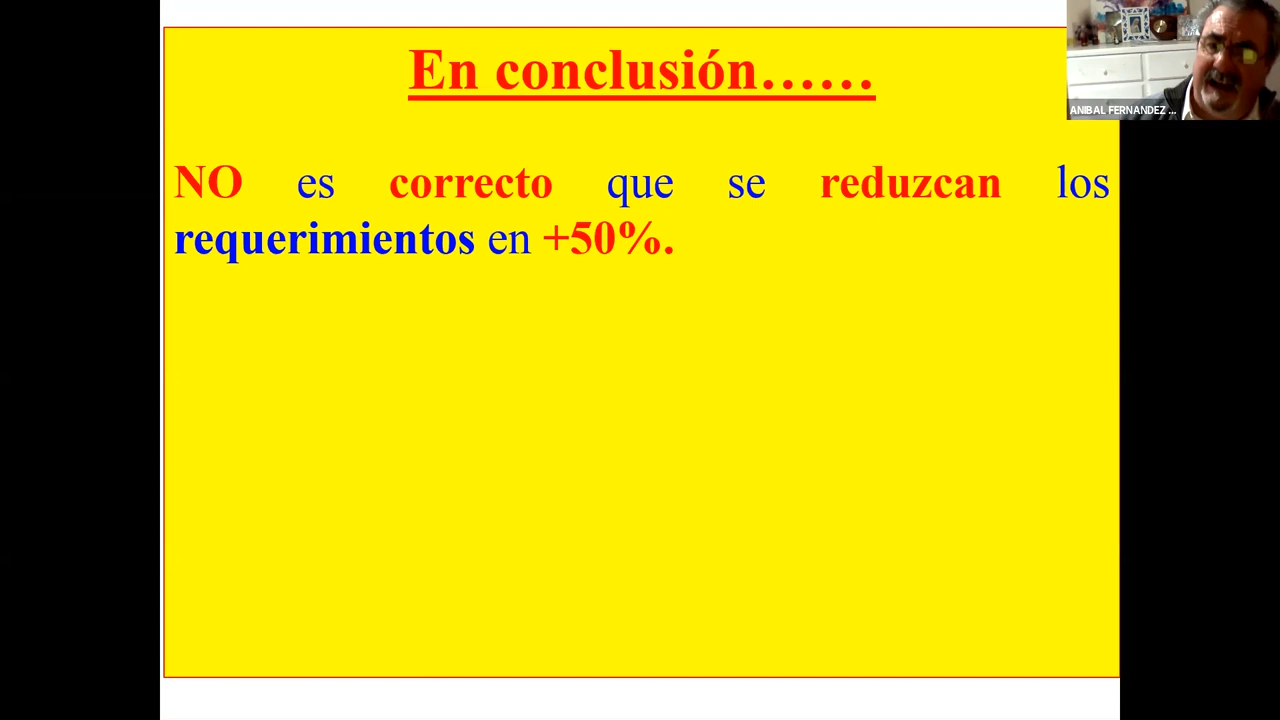 En conclusión……
NO es correcto que se reduzcan los
requerimientos en +50%.
ANIBAL FERNANDEZ ...